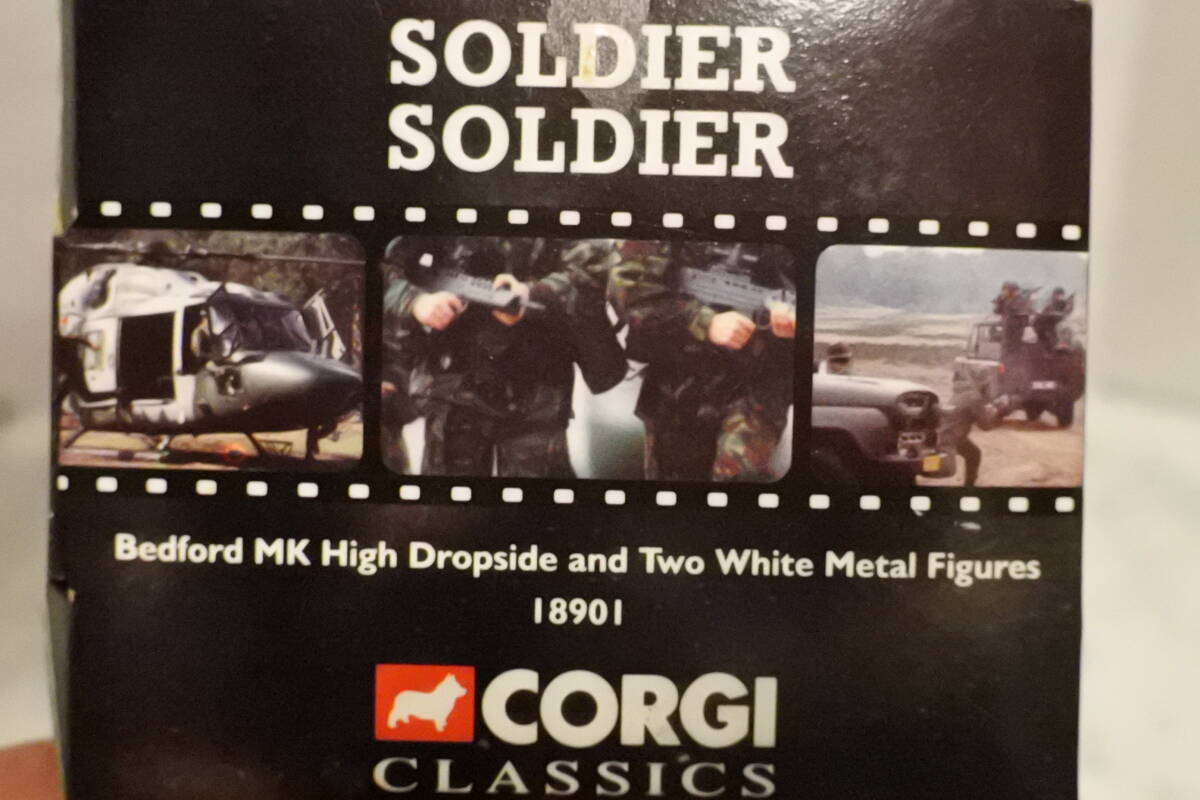 SOLDIER
SOLDIER
Bedford MK High Dropside and Two White Metal Figures
18901
CORGI
CLASSICS